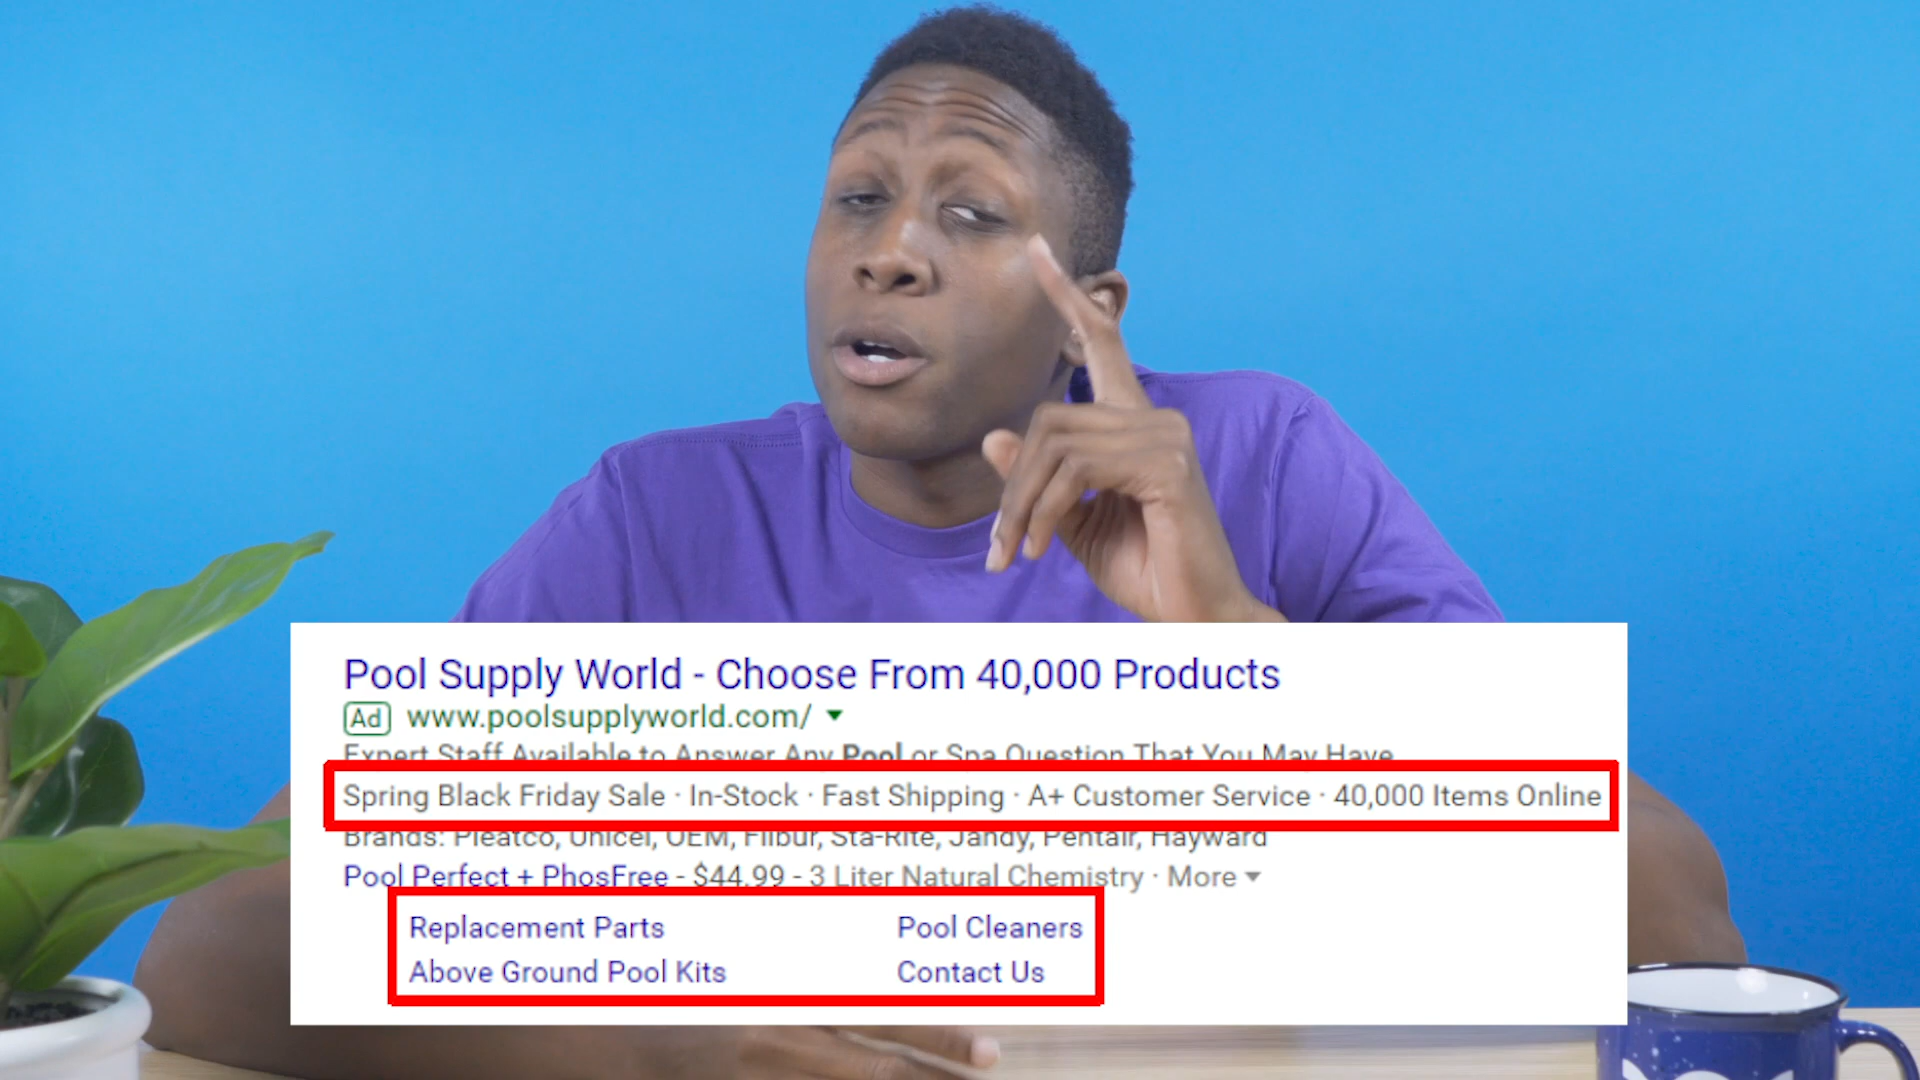 Pool Supply World - Choose From 40,000 Products
Ad www.poolsupplyworld.com/
Expert Staff Available to Answer Any Pool or Spa Question That You May Have
Spring Black Friday Sale · In-Stock · Fast Shipping · A+ Customer Service · 40,000 Items Online
Brands: Pleatco, Unicel, OEM, Filbur, Sta-Rite, Jandy, Pentair, Hayward
Pool Perfect + PhosFree - $44.99 - 3 Liter Natural Chemistry · More
Replacement Parts Pool Cleaners
Above Ground Pool Kits Contact Us